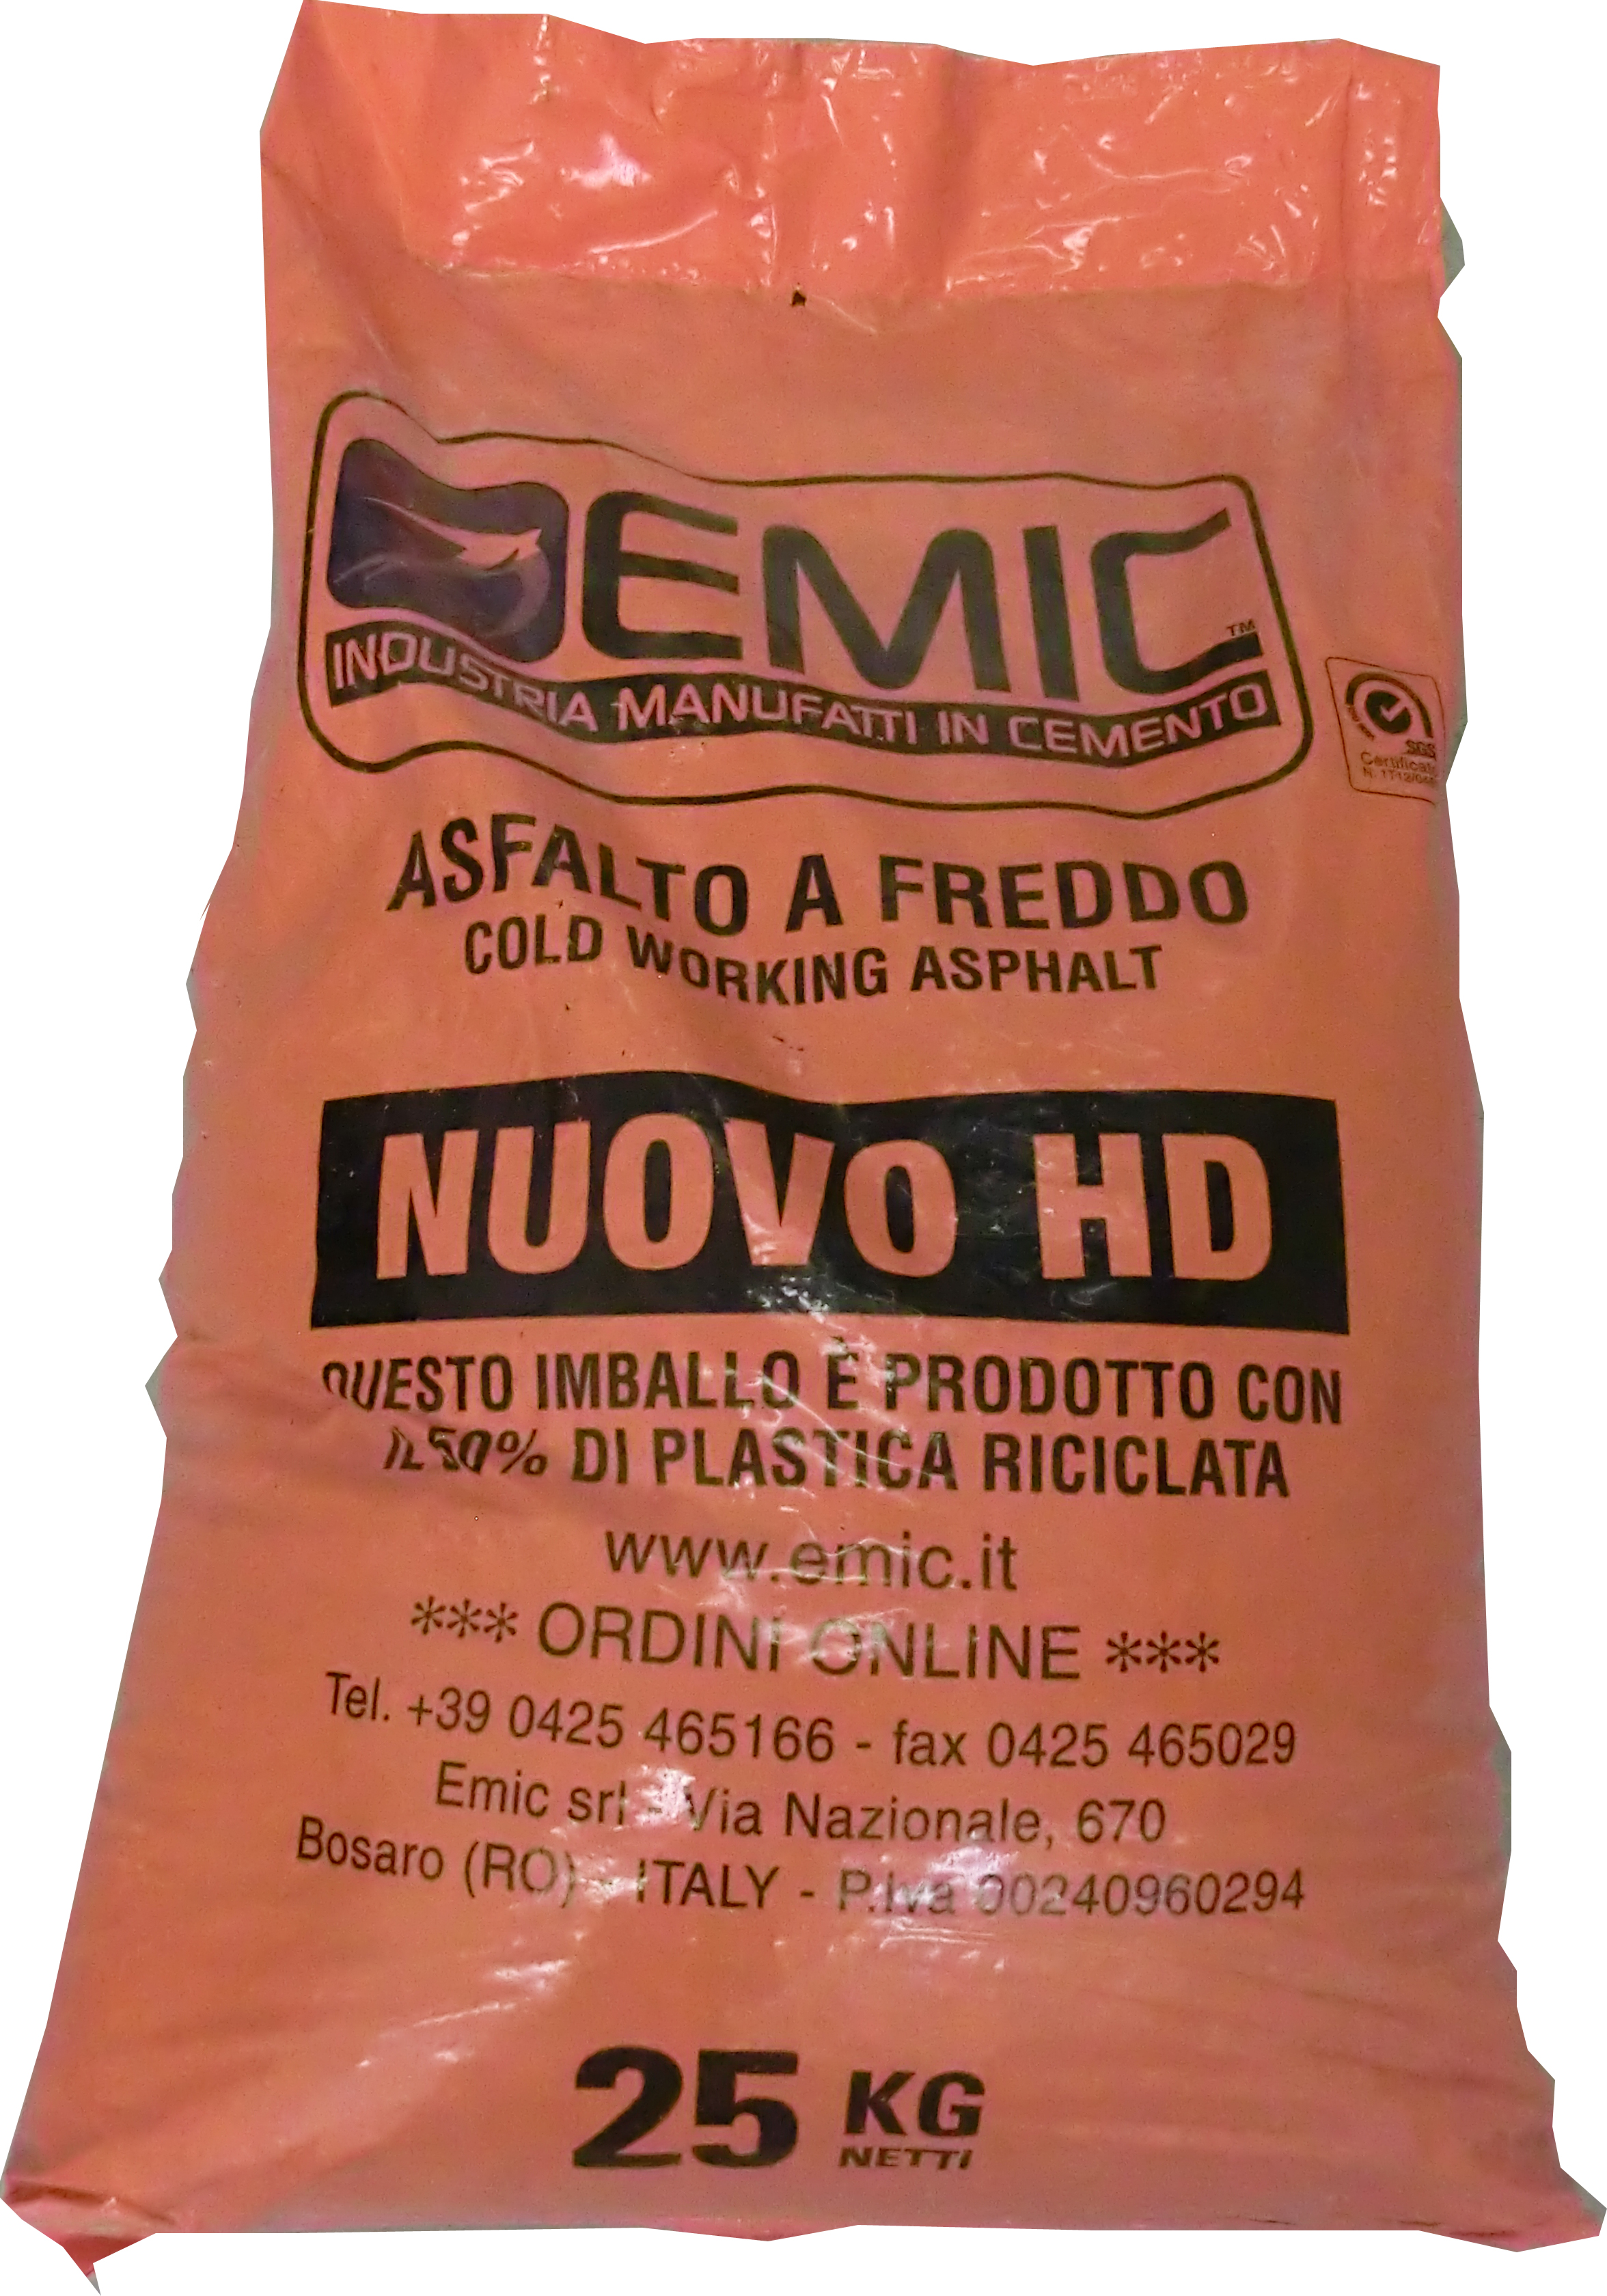 EMIC
TM
INDUSTRIA MANUFATTI IN CEMENTO
SGS
ASFALTO A FREDDO
COLD WORKING ASPHALT
NUOVO HD
QUESTO IMBALLO È PRODOTTO CON
IL 50% DI PLASTICA RICICLATA
www.emic.it
*** ORDINI ONLINE ***
Tel. +39 0425 465166 - fax 0425 465029
Emic srl - Via Nazionale, 670
Bosaro (RO) - ITALY - P.Iva 00240960294
25 KG
NETTI